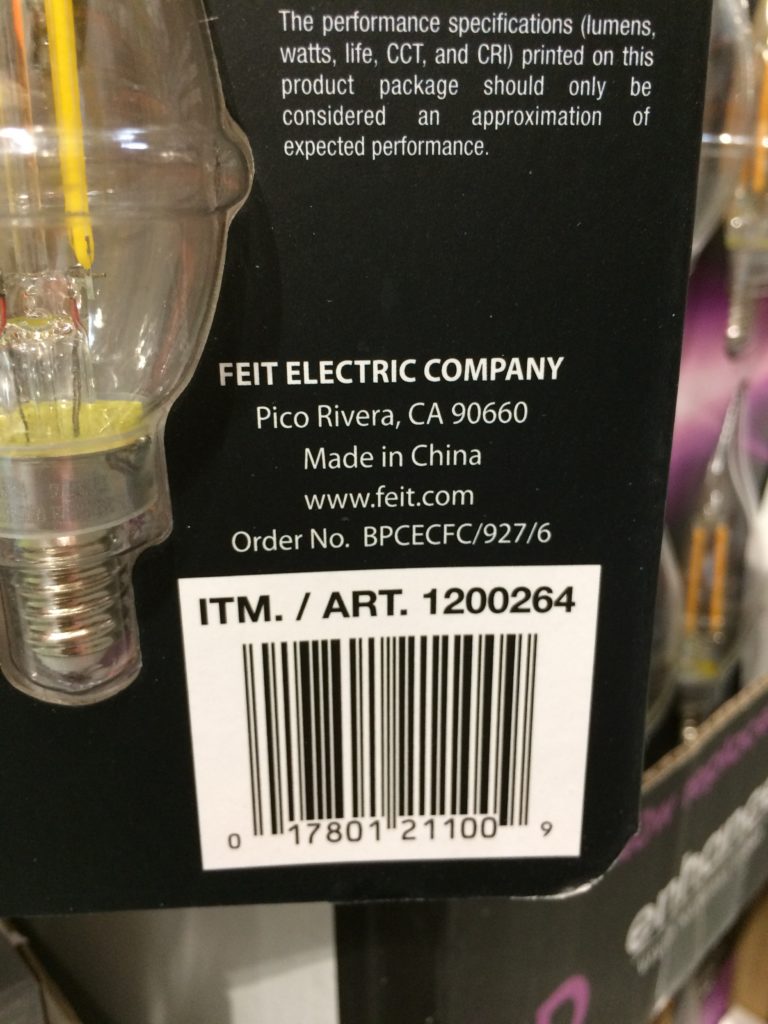 The performance specifications (lumens,
watts, life, CCT, and CRI) printed on this
product package should only be
considered an approximation of
expected performance.
FEIT ELECTRIC COMPANY
Pico Rivera, CA 90660
Made in China
www.feit.com
Order No. BPCECFC/927/6
ITM. / ART. 1200264
0 17801 21100 9